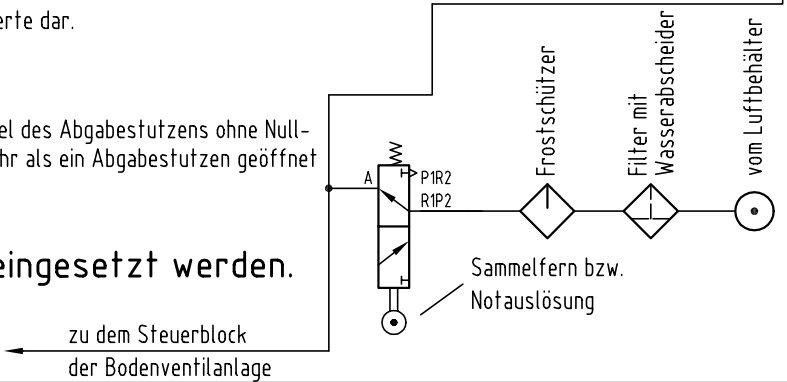 erte dar.
el des Abgabestutzens ohne Null-
hr als ein Abgabestutzen geöffnet
eingesetzt werden.
Frostschützer
Filter mit
Wasserabscheider
vom Luftbehälter
A
P1R2
R1P2
Sammelfern bzw.
Notauslösung
zu dem Steuerblock
der Bodenventilanlage